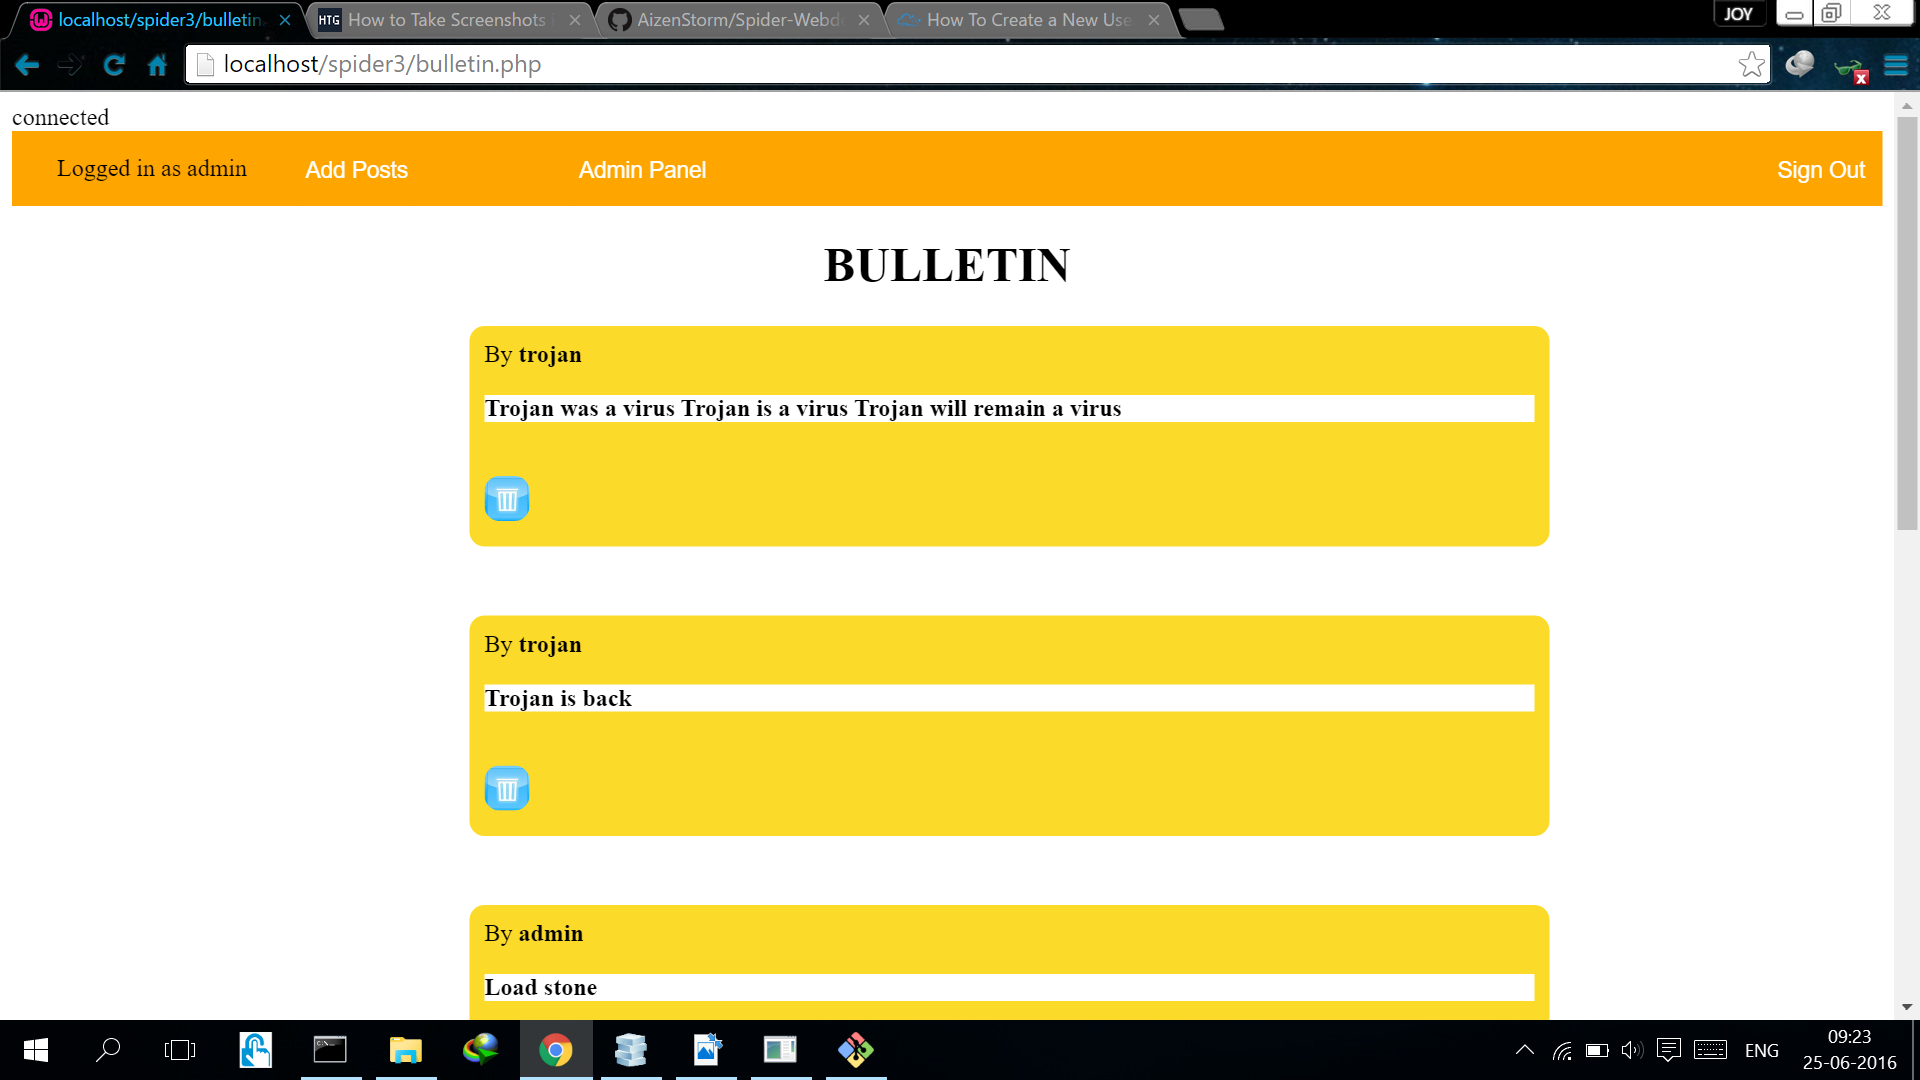 localhost/spider3/bulletin
HTG How to Take Screenshots
AizenStorm/Spider-Webd
How To Create a New Use
JOY
localhost/spider3/bulletin.php
connected
Logged in as admin
Add Posts
Admin Panel
Sign Out
BULLETIN
By trojan
Trojan was a virus Trojan is a virus Trojan will remain a virus
By trojan
Trojan is back
By admin
Load stone
ENG
09:23
25-06-2016